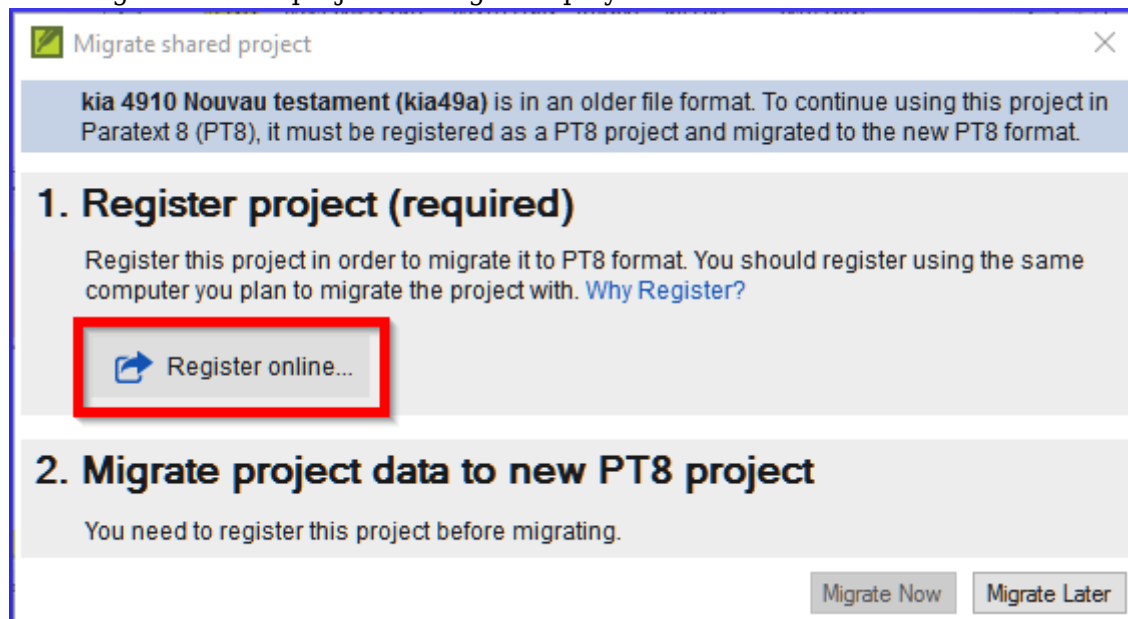 Migrate shared project
kia 4910 Nouvau testament (kia49a) is in an older file format. To continue using this project in
Paratext 8 (PT8), it must be registered as a PT8 project and migrated to the new PT8 format.
1. Register project (required)
Register this project in order to migrate it to PT8 format. You should register using the same
computer you plan to migrate the project with. Why Register?
Register online...
2. Migrate project data to new PT8 project
You need to register this project before migrating.
Migrate Now Migrate Later